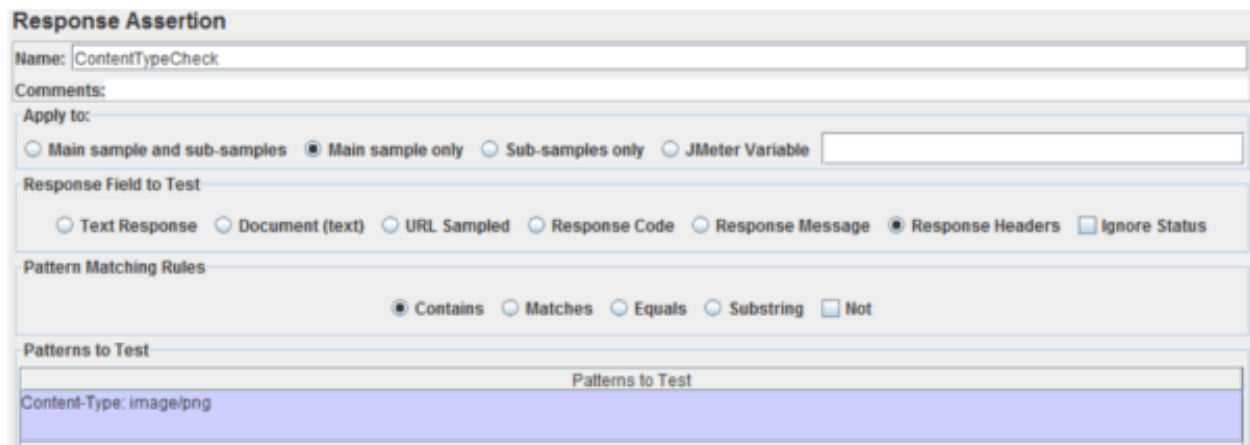 Response Assertion
Name: ContentTypeCheck
Comments:
Apply to:
Main sample and sub-samples Main sample only Sub-samples only JMeter Variable
Response Field to Test
Text Response Document (text) URL Sampled Response Code Response Message Response Headers Ignore Status
Pattern Matching Rules
Contains Matches Equals Substring Not
Patterns to Test
Patterns to Test
Content-Type: image/png